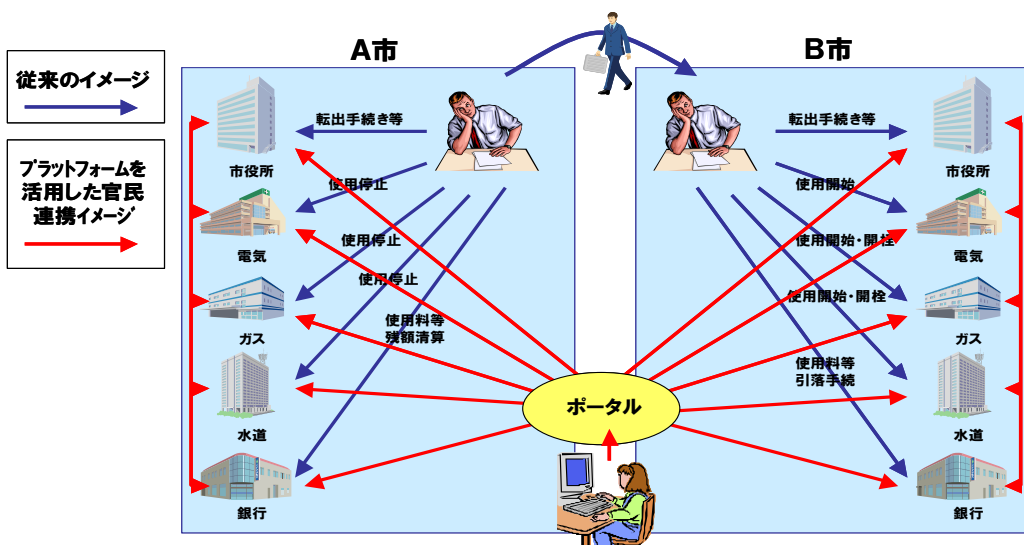 従来のイメージ
プラットフォームを
活用した官民
連携イメージ
A市
B市
転出手続き等
市役所
使用停止
電気
使用停止
使用停止
ガス
使用料等
残額清算
水道
銀行
転出手続き等
市役所
使用開始
電気
使用開始・開栓
使用開始・開栓
ガス
使用料等
引落手続
水道
銀行
ポータル